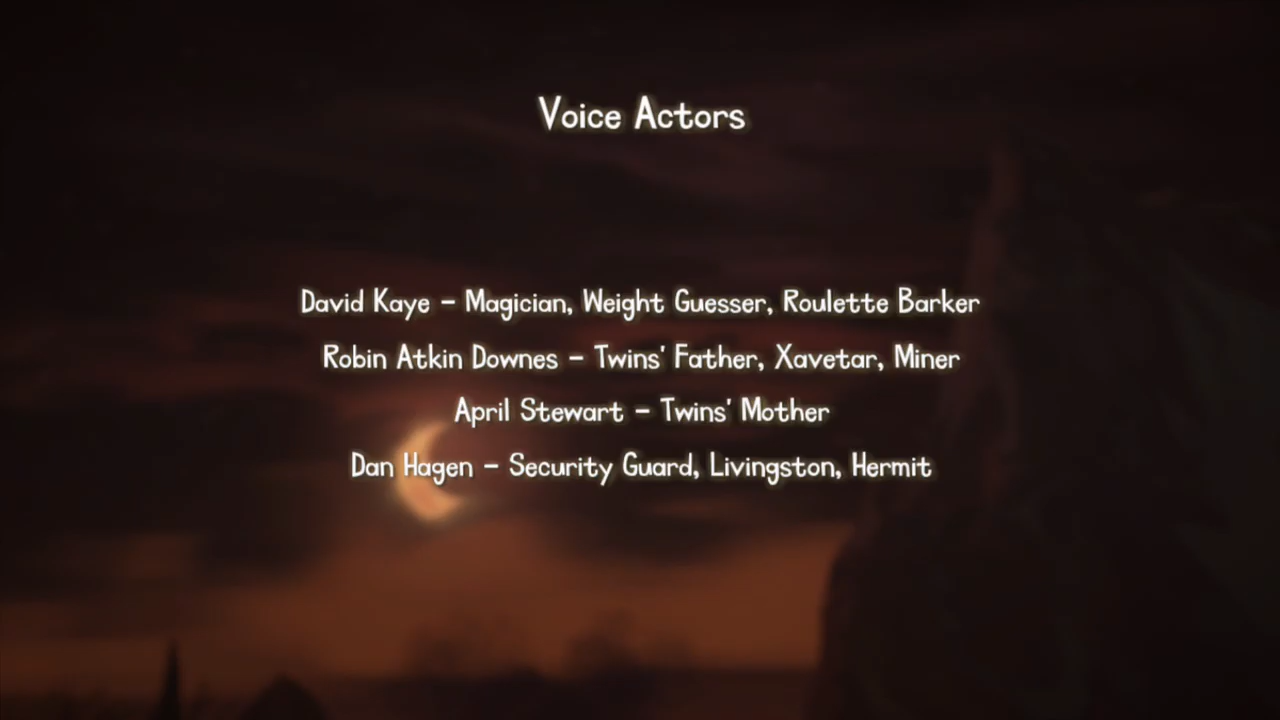 Voice Actors
David Kaye - Magician, Weight Guesser, Roulette Barker
Robin Atkin Downes - Twins' Father, Xavetar, Miner
April Stewart - Twins' Mother
Dan Hagen - Security Guard, Livingston, Hermit